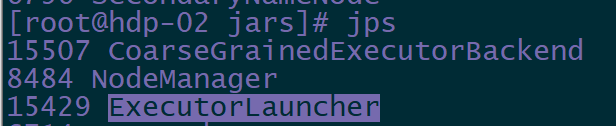 [root@hdp-02 jars]# jps
15507 CoarseGrainedExecutorBackend
8484 NodeManager
15429 ExecutorLauncher